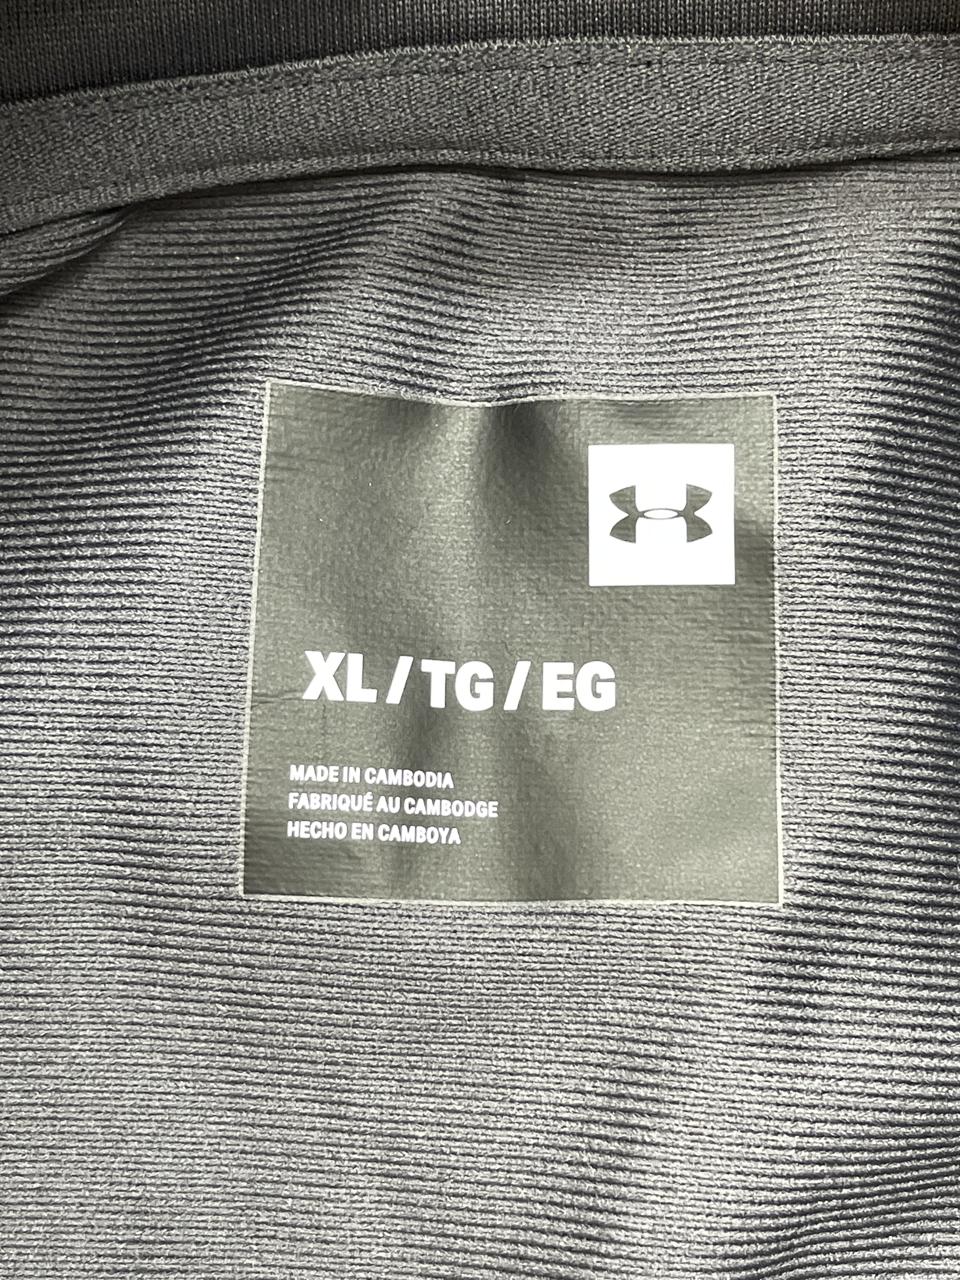 XL/TG/EG
MADE IN CAMBODIA
FABRIQUÉ AU CAMBODGE
HECHO EN CAMBOYA